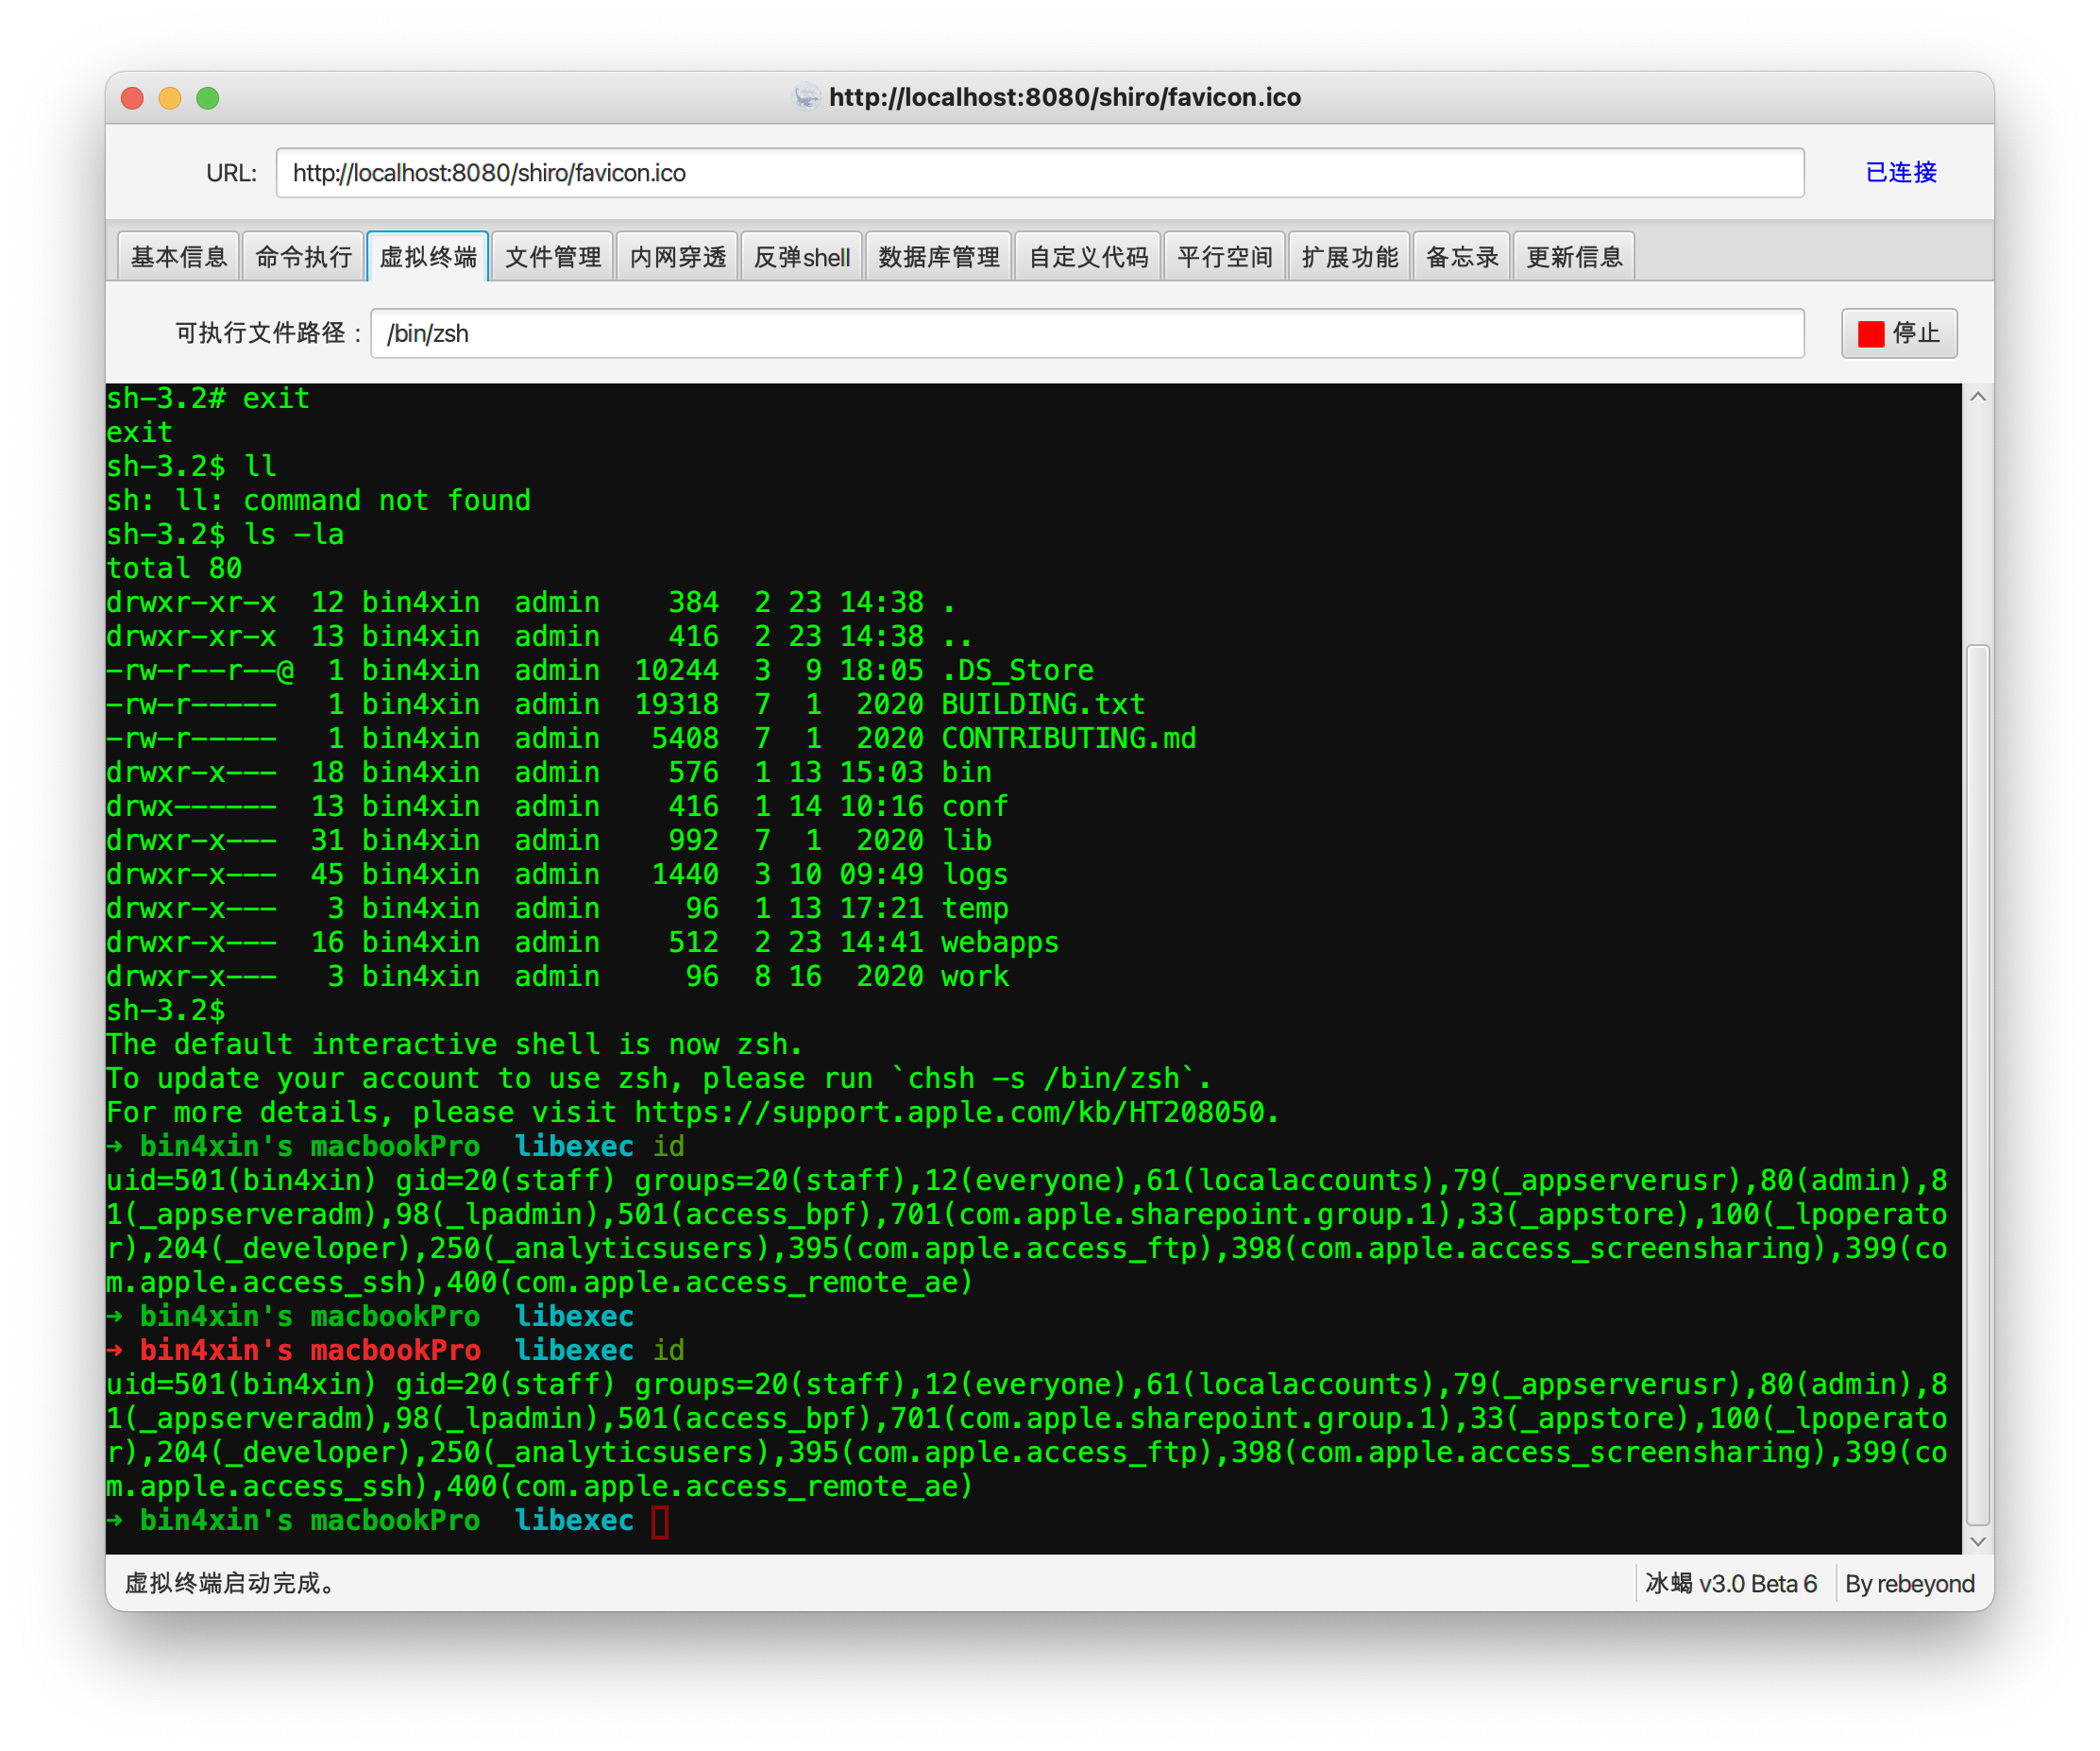 http://localhost:8080/shiro/favicon.ico
URL: http://localhost:8080/shiro/favicon.ico 已连接
基本信息 命令执行 虚拟终端 文件管理 内网穿透 反弹shell 数据库管理 自定义代码 平行空间 扩展功能 备忘录 更新信息
可执行文件路径： /bin/zsh 停止
sh-3.2# exit
exit
sh-3.2$ ll
sh: ll: command not found
sh-3.2$ ls -la
total 80
drwxr-xr-x  12 bin4xin  admin    384  2 23 14:38 .
drwxr-xr-x  13 bin4xin  admin    416  2 23 14:38 ..
-rw-r--r--@  1 bin4xin  admin  10244  3  9 18:05 .DS_Store
-rw-r-----   1 bin4xin  admin  19318  7  1  2020 BUILDING.txt
-rw-r-----   1 bin4xin  admin   5408  7  1  2020 CONTRIBUTING.md
drwxr-x---  18 bin4xin  admin    576  1 13 15:03 bin
drwx------  13 bin4xin  admin    416  1 14 10:16 conf
drwxr-x---  31 bin4xin  admin    992  7  1  2020 lib
drwxr-x---  45 bin4xin  admin   1440  3 10 09:49 logs
drwxr-x---   3 bin4xin  admin     96  1 13 17:21 temp
drwxr-x---  16 bin4xin  admin    512  2 23 14:41 webapps
drwxr-x---   3 bin4xin  admin     96  8 16  2020 work
sh-3.2$
The default interactive shell is now zsh.
To update your account to use zsh, please run `chsh -s /bin/zsh`.
For more details, please visit https://support.apple.com/kb/HT208050.
➜ bin4xin's macbookPro  libexec id
uid=501(bin4xin) gid=20(staff) groups=20(staff),12(everyone),61(localaccounts),79(_appserverusr),80(admin),8
1(_appserveradm),98(_lpadmin),501(access_bpf),701(com.apple.sharepoint.group.1),33(_appstore),100(_lpoperato
r),204(_developer),250(_analyticsusers),395(com.apple.access_ftp),398(com.apple.access_screensharing),399(co
m.apple.access_ssh),400(com.apple.access_remote_ae)
➜ bin4xin's macbookPro  libexec
➜ bin4xin's macbookPro  libexec id
uid=501(bin4xin) gid=20(staff) groups=20(staff),12(everyone),61(localaccounts),79(_appserverusr),80(admin),8
1(_appserveradm),98(_lpadmin),501(access_bpf),701(com.apple.sharepoint.group.1),33(_appstore),100(_lpoperato
r),204(_developer),250(_analyticsusers),395(com.apple.access_ftp),398(com.apple.access_screensharing),399(co
m.apple.access_ssh),400(com.apple.access_remote_ae)
➜ bin4xin's macbookPro  libexec
虚拟终端启动完成。 冰蝎 v3.0 Beta 6 By rebeyond